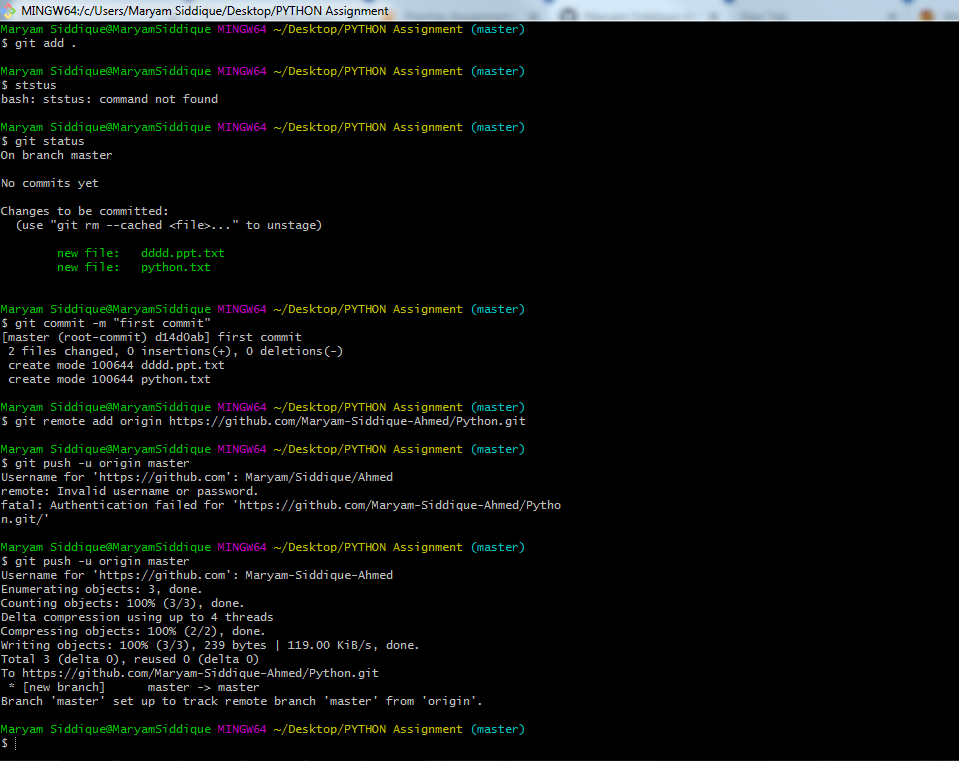 MINGW64:/c/Users/Maryam Siddique/Desktop/PYTHON Assignment
Maryam Siddique@MaryamSiddique MINGW64 ~/Desktop/PYTHON Assignment (master)
$ git add .
Maryam Siddique@MaryamSiddique MINGW64 ~/Desktop/PYTHON Assignment (master)
$ ststus
bash: ststus: command not found
Maryam Siddique@MaryamSiddique MINGW64 ~/Desktop/PYTHON Assignment (master)
$ git status
On branch master
No commits yet
Changes to be committed:
  (use "git rm --cached <file>..." to unstage)
        new file:   dddd.ppt.txt
        new file:   python.txt
Maryam Siddique@MaryamSiddique MINGW64 ~/Desktop/PYTHON Assignment (master)
$ git commit -m "first commit"
[master (root-commit) d14d0ab] first commit
 2 files changed, 0 insertions(+), 0 deletions(-)
 create mode 100644 dddd.ppt.txt
 create mode 100644 python.txt
Maryam Siddique@MaryamSiddique MINGW64 ~/Desktop/PYTHON Assignment (master)
$ git remote add origin https://github.com/Maryam-Siddique-Ahmed/Python.git
Maryam Siddique@MaryamSiddique MINGW64 ~/Desktop/PYTHON Assignment (master)
$ git push -u origin master
Username for 'https://github.com': Maryam/Siddique/Ahmed
remote: Invalid username or password.
fatal: Authentication failed for 'https://github.com/Maryam-Siddique-Ahmed/Pytho
n.git/'
Maryam Siddique@MaryamSiddique MINGW64 ~/Desktop/PYTHON Assignment (master)
$ git push -u origin master
Username for 'https://github.com': Maryam-Siddique-Ahmed
Enumerating objects: 3, done.
Counting objects: 100% (3/3), done.
Delta compression using up to 4 threads
Compressing objects: 100% (2/2), done.
Writing objects: 100% (3/3), 239 bytes | 119.00 KiB/s, done.
Total 3 (delta 0), reused 0 (delta 0)
To https://github.com/Maryam-Siddique-Ahmed/Python.git
 * [new branch]      master -> master
Branch 'master' set up to track remote branch 'master' from 'origin'.
Maryam Siddique@MaryamSiddique MINGW64 ~/Desktop/PYTHON Assignment (master)
$